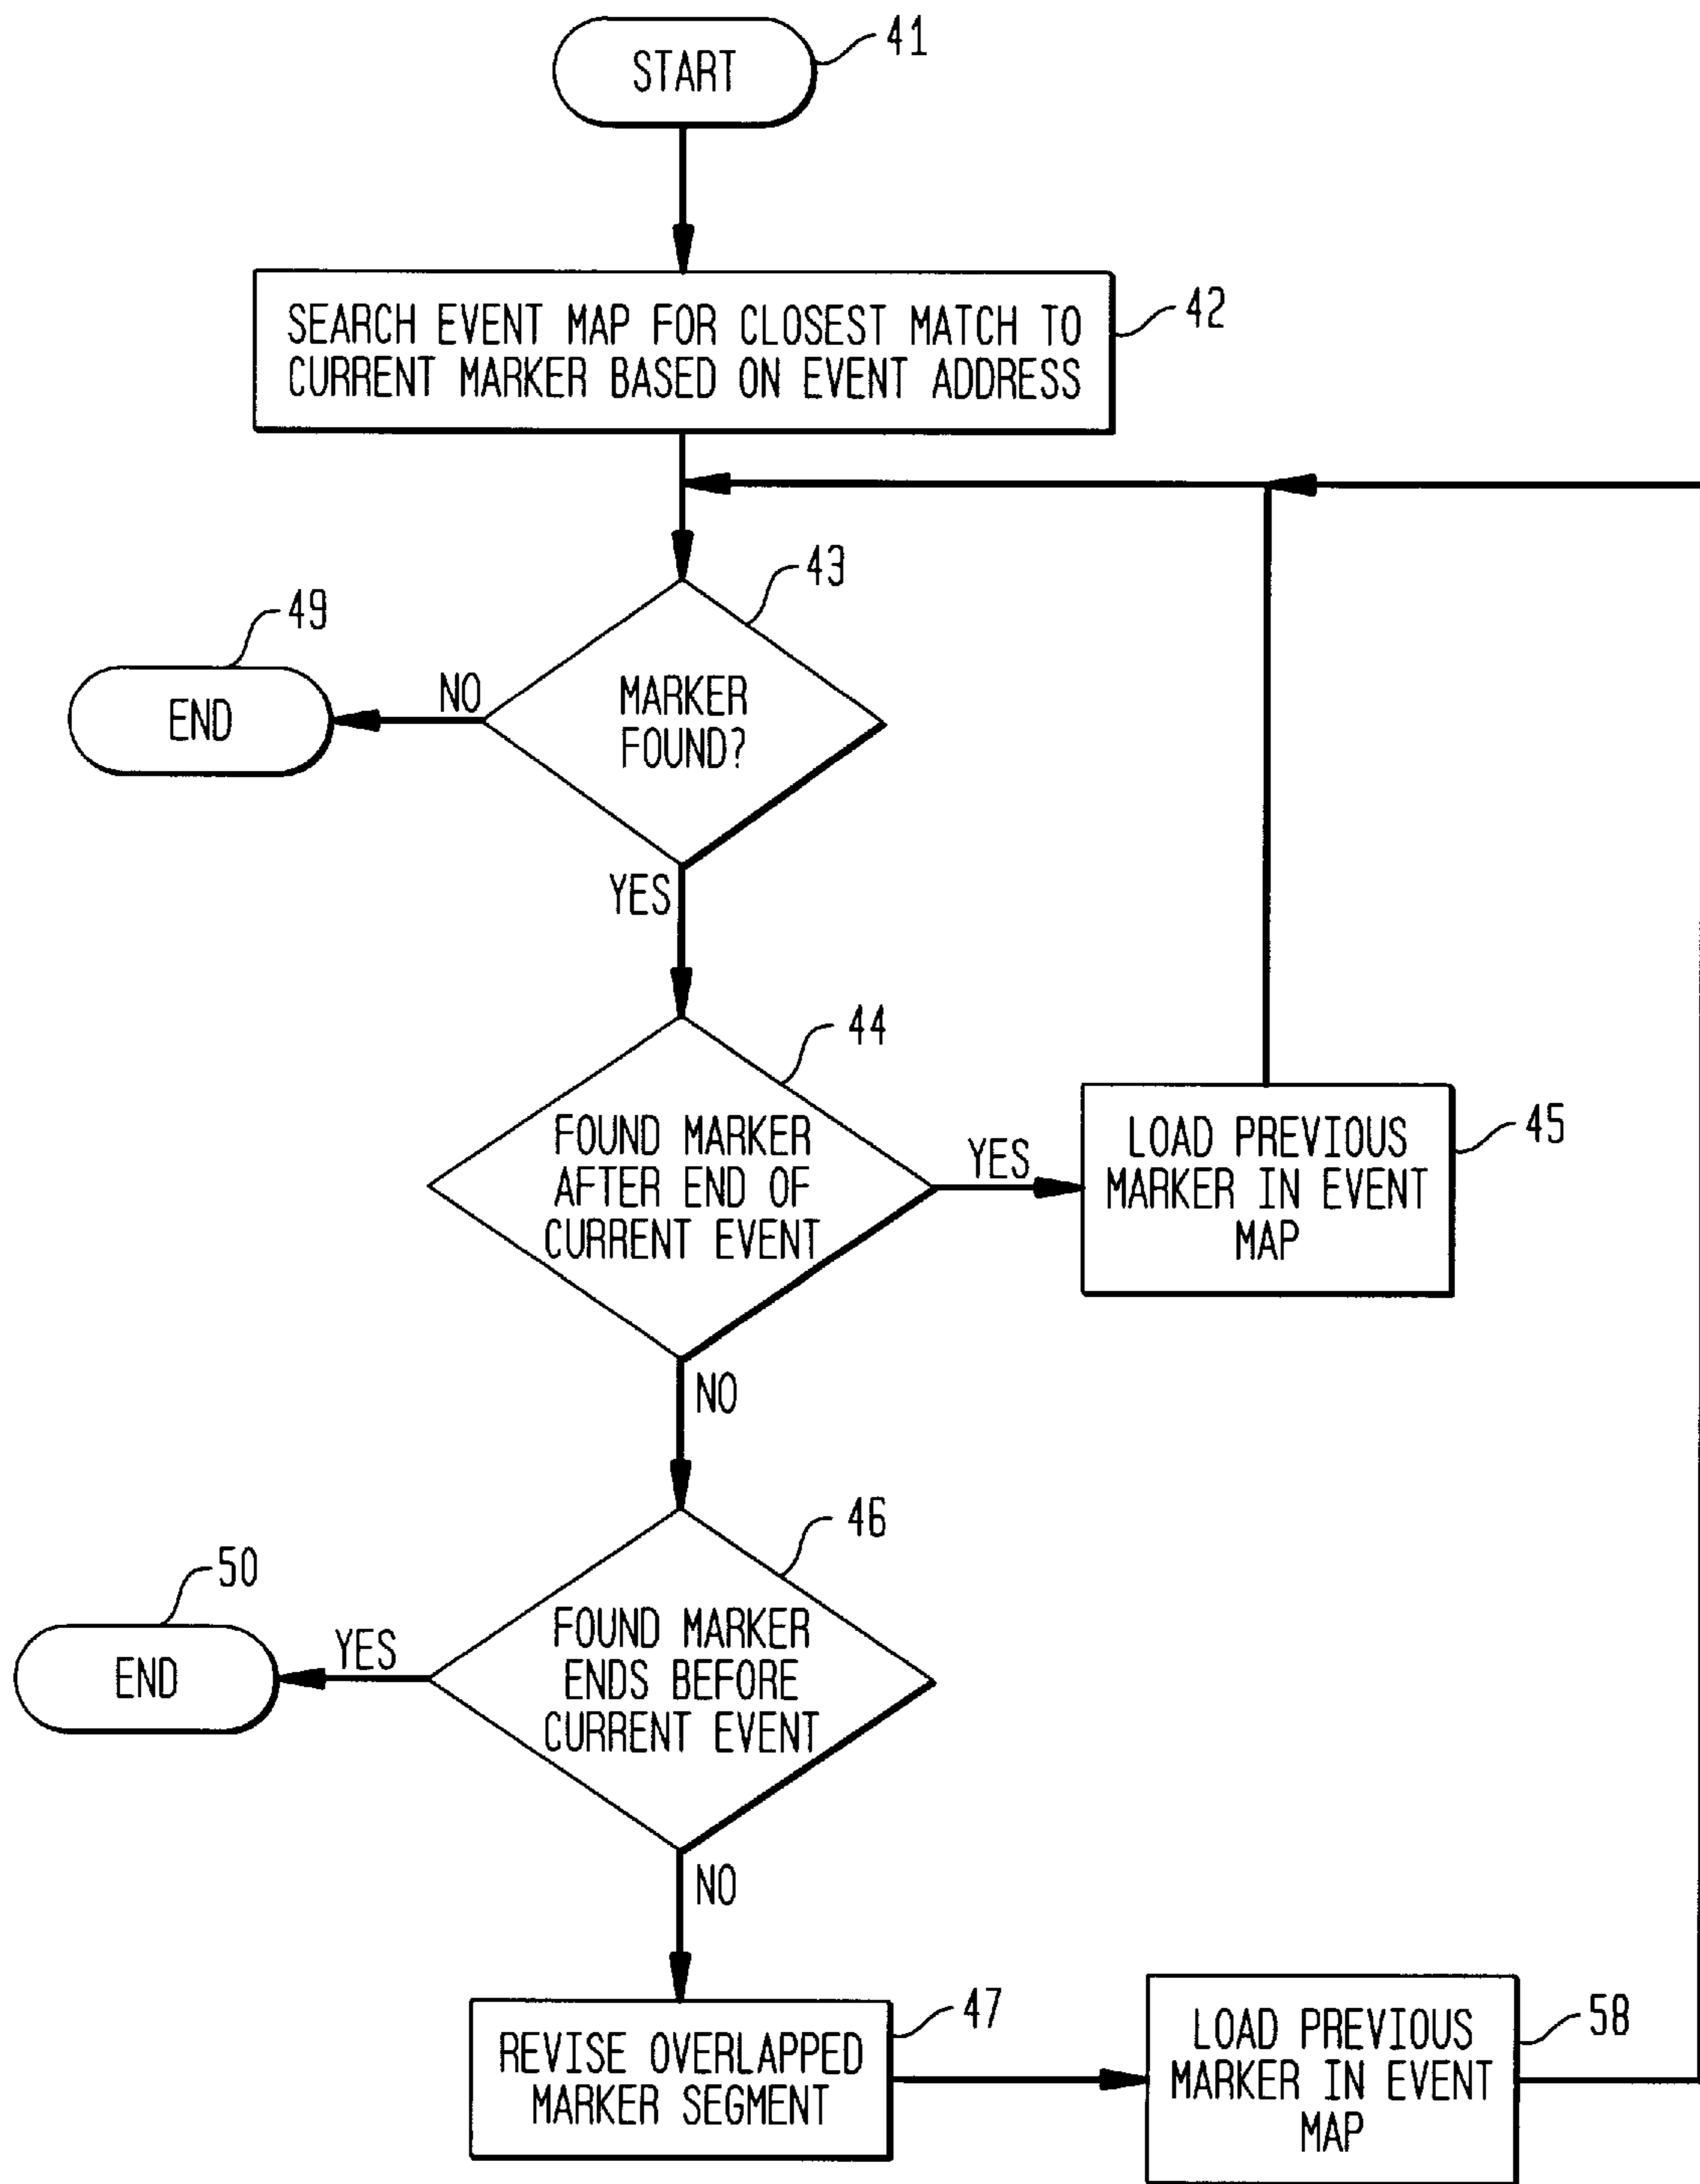 START
41
SEARCH EVENT MAP FOR CLOSEST MATCH TO
CURRENT MARKER BASED ON EVENT ADDRESS
42
43
MARKER
FOUND?
NO
49
END
YES
44
FOUND MARKER
AFTER END OF
CURRENT EVENT
YES
LOAD PREVIOUS
MARKER IN EVENT
MAP
45
NO
46
FOUND MARKER
ENDS BEFORE
CURRENT EVENT
YES
50
END
NO
REVISE OVERLAPPED
MARKER SEGMENT
47
LOAD PREVIOUS
MARKER IN EVENT
MAP
58